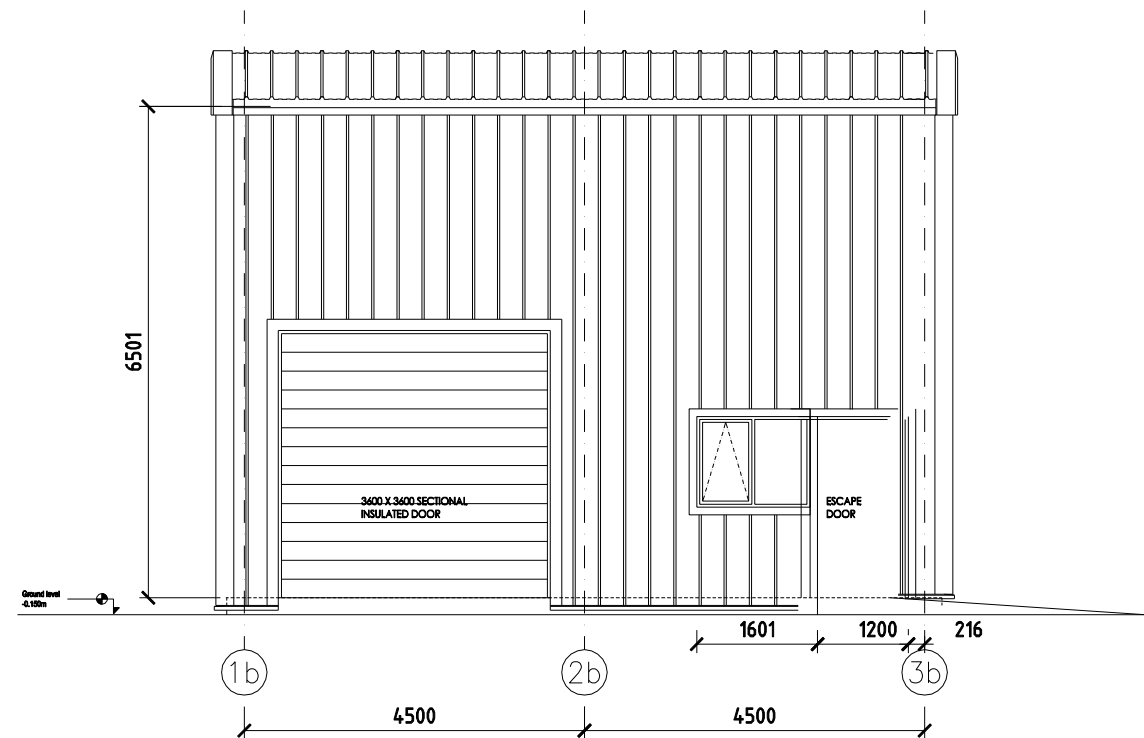 6501
3600 X 3600 SECTIONAL
INSULATED DOOR
ESCAPE
DOOR
Ground level
-0.150m
1601
1200
216
1b
2b
3b
4500
4500